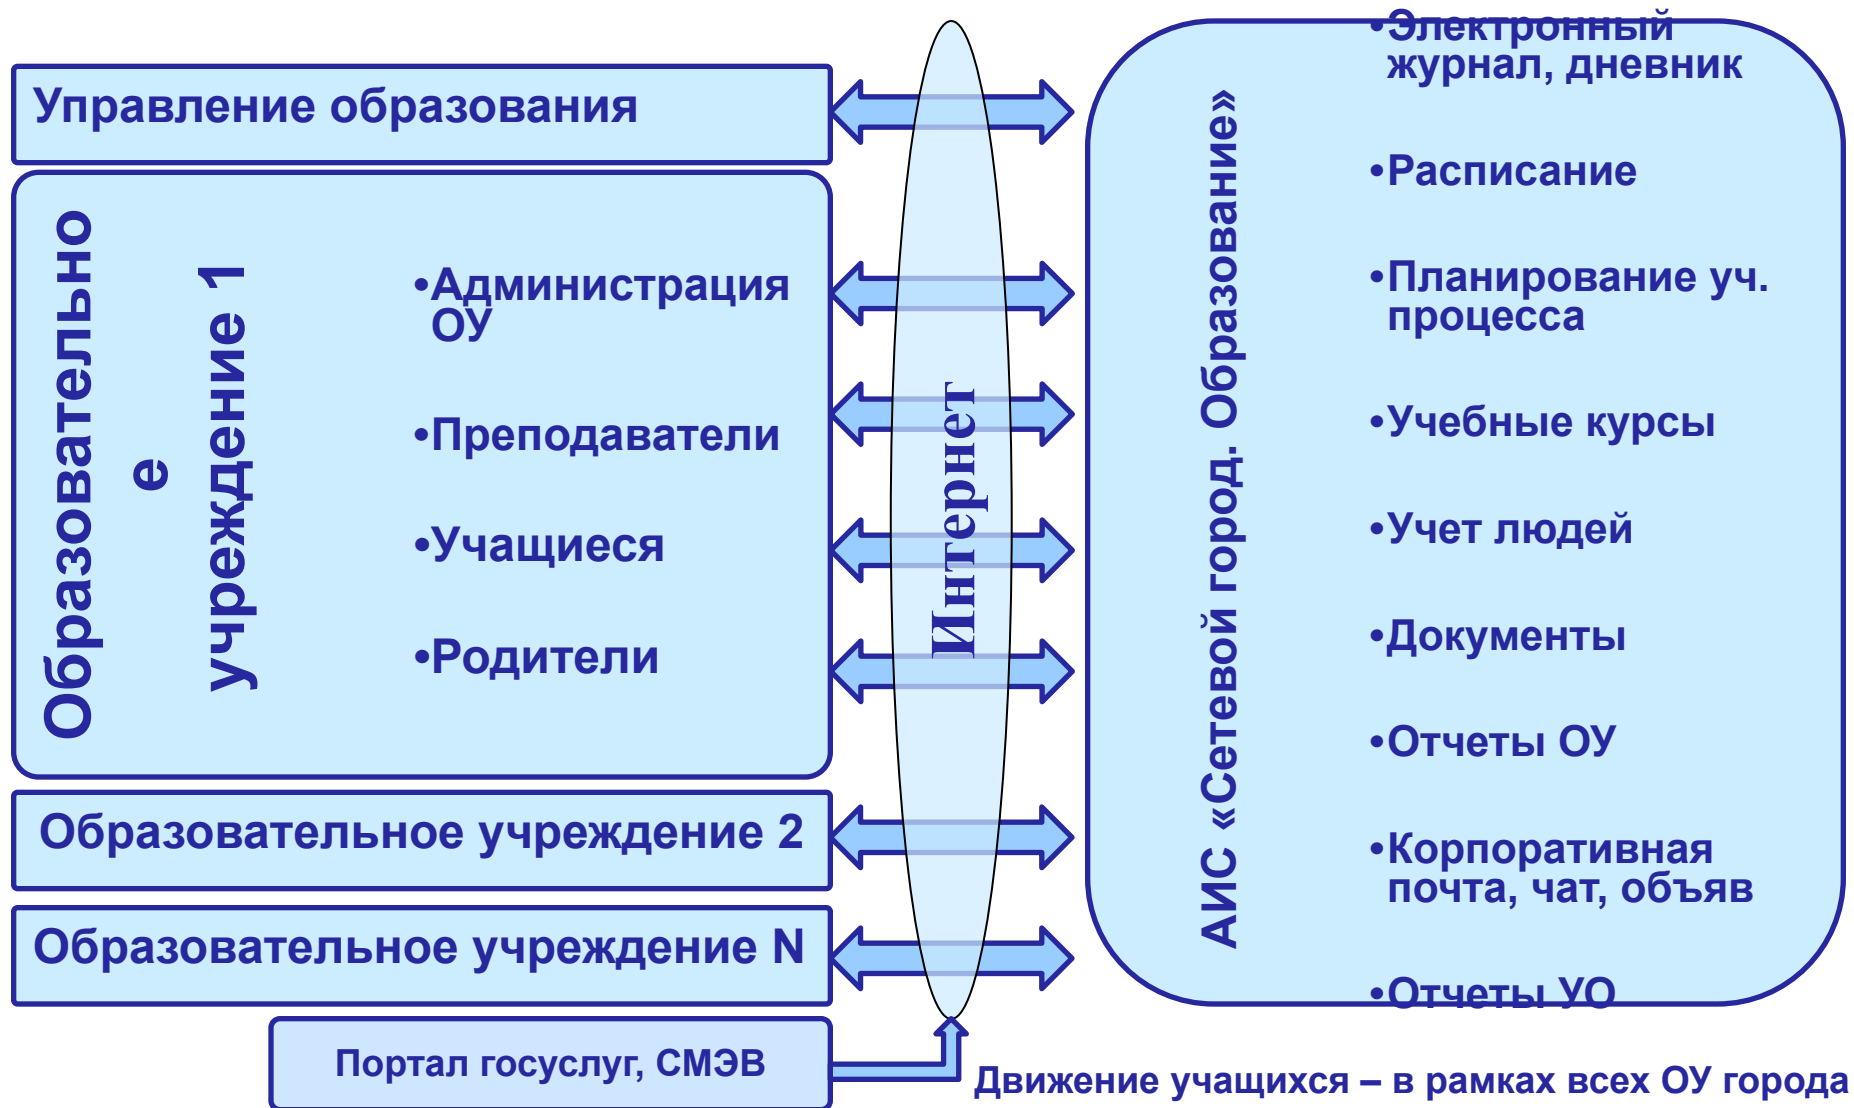 Управление образования
Образовательно
е
учреждение 1
•Администрация
ОУ
•Преподаватели
•Учащиеся
•Родители
Образовательное учреждение 2
Образовательное учреждение N
Портал госуслуг, СМЭВ
Интернет
АИС «Сетевой город. Образование»
•Электронный
журнал, дневник
•Расписание
•Планирование уч.
процесса
•Учебные курсы
•Учет людей
•Документы
•Отчеты ОУ
•Корпоративная
почта, чат, объяв
•Отчеты УО
Движение учащихся – в рамках всех ОУ города